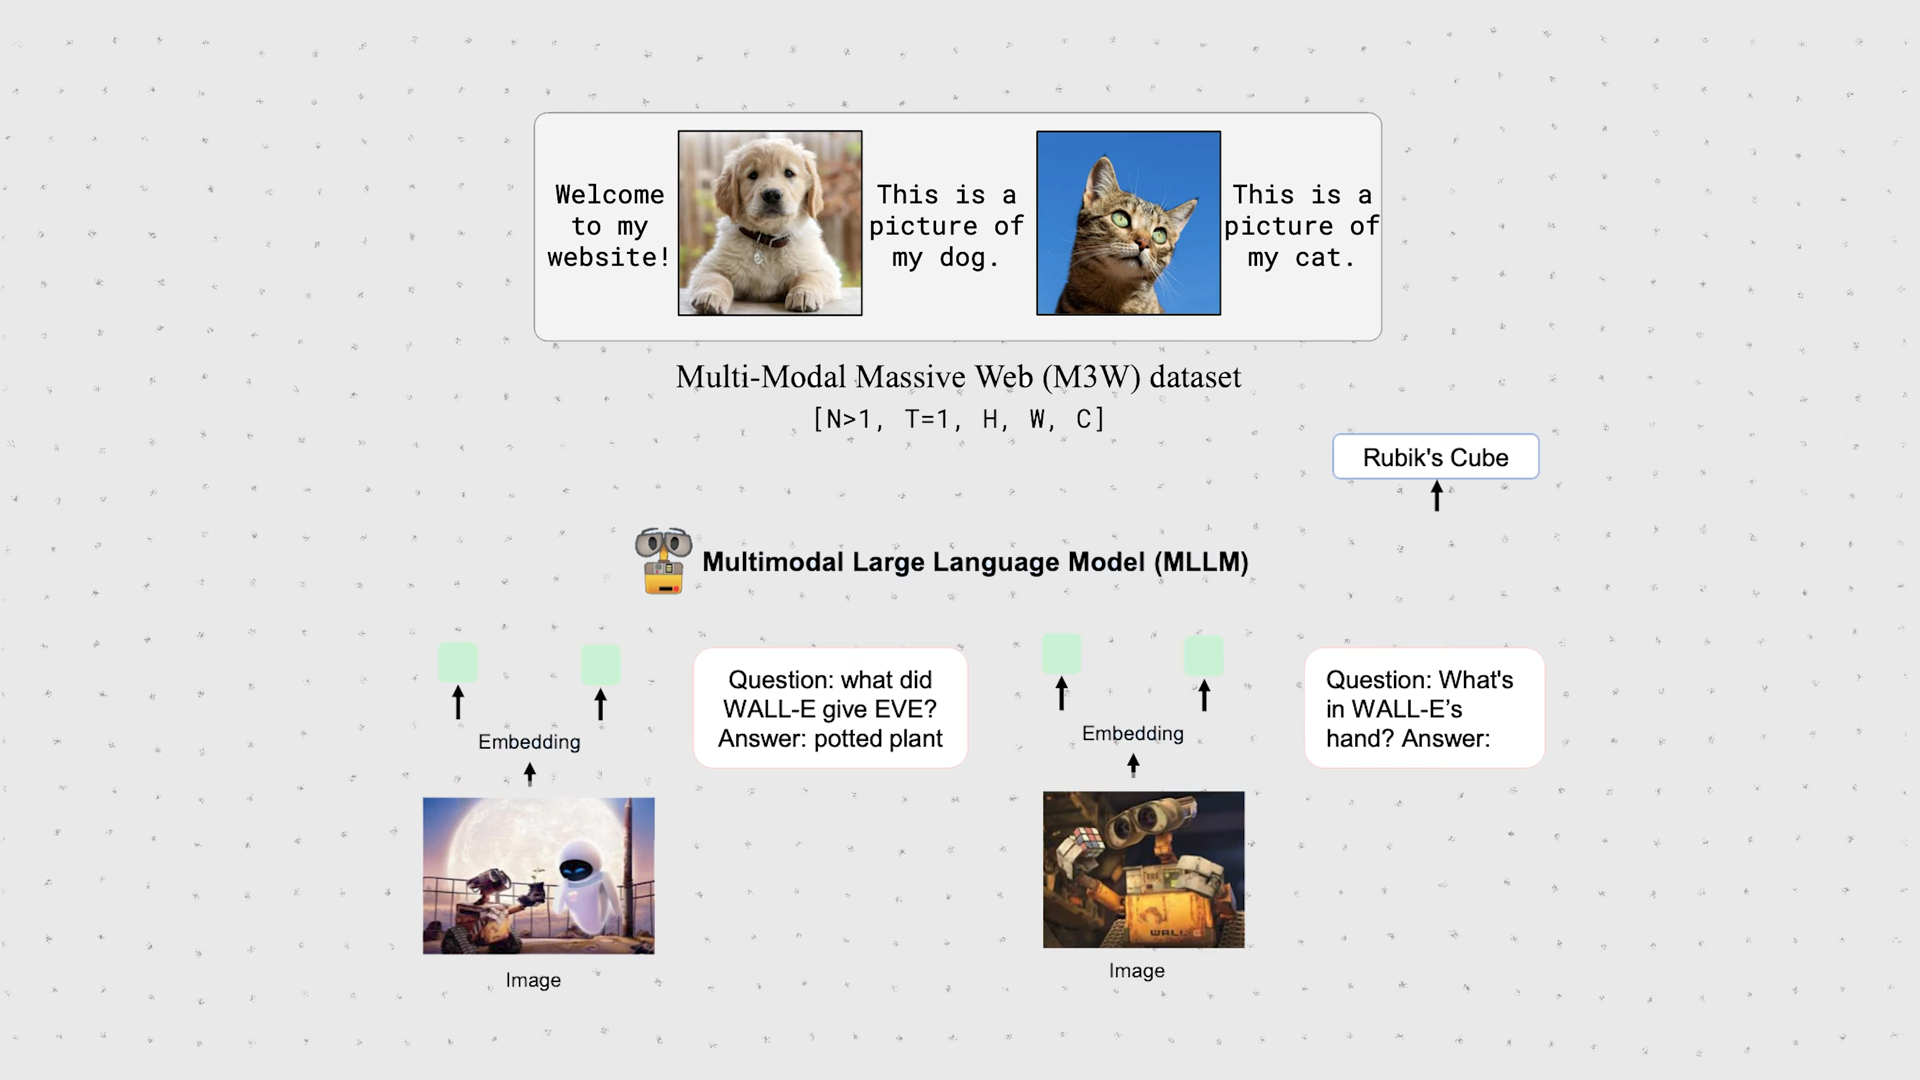 Welcome
to my
website!
This is a
picture of
my dog.
This is a
picture of
my cat.
Multi-Modal Massive Web (M3W) dataset
[N>1, T=1, H, W, C]
Rubik's Cube
Multimodal Large Language Model (MLLM)
Embedding
Image
Question: what did
WALL-E give EVE?
Answer: potted plant
Embedding
WALL·E
Image
Question: What's
in WALL-E’s
hand? Answer: